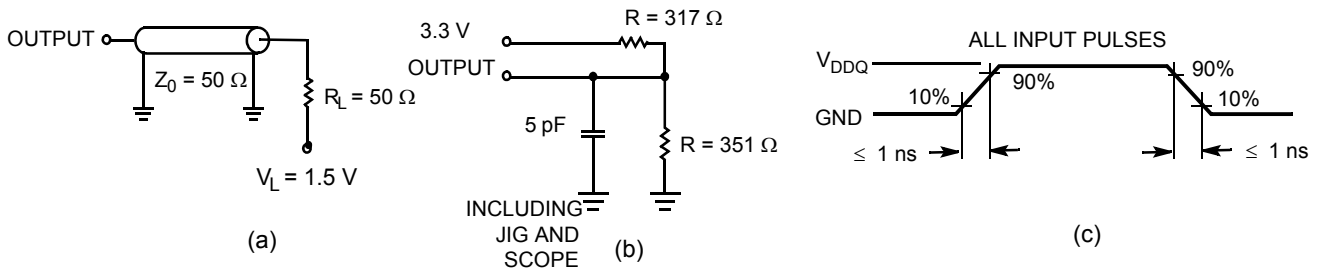 OUTPUT
Z0 = 50 Ω
RL = 50 Ω
VL = 1.5 V
(a)
3.3 V
OUTPUT
R = 317 Ω
5 pF
R = 351 Ω
INCLUDING
JIG AND
SCOPE
(b)
ALL INPUT PULSES
VDDQ
GND
10%
90%
90%
10%
≤ 1 ns
≤ 1 ns
(c)